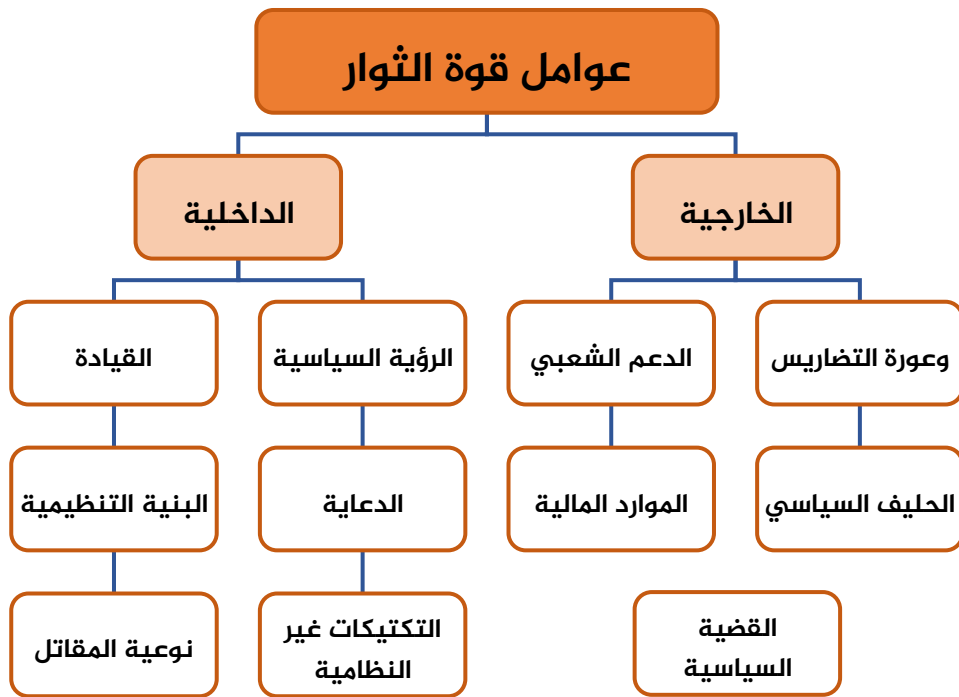 عوامل قوة الثوار
الخارجية
الداخلية
وعورة التضاريس
الدعم الشعبي
الرؤية السياسية
القيادة
الحليف السياسي
الموارد المالية
الدعاية
البنية التنظيمية
القضية
السياسية
التكتيكات غير
النظامية
نوعية المقاتل